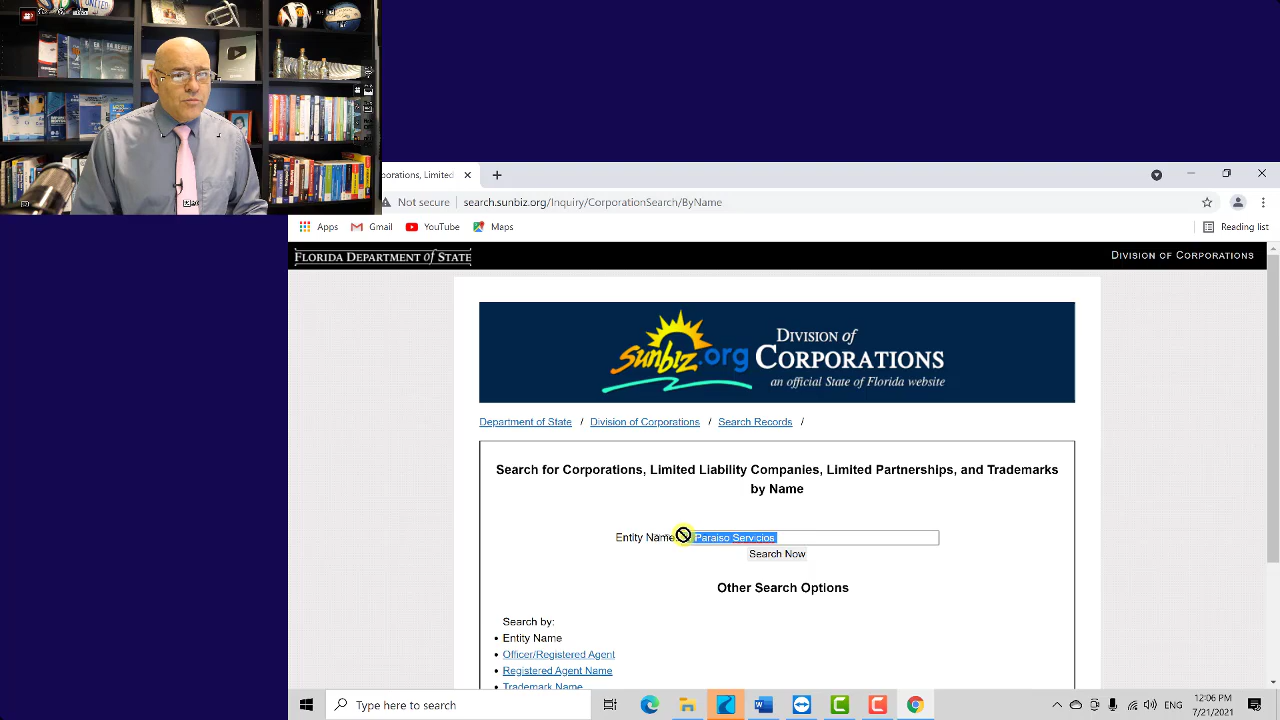 orations, Limited
Not secure
search.sunbiz.org/Inquiry/CorporationSearch/ByName
Apps
Gmail
YouTube
Maps
Reading list
FLORIDA DEPARTMENT of STATE
DIVISION OF CORPORATIONS
sunbiz.org
DIVISION of
CORPORATIONS
an official State of Florida website
Department of State / Division of Corporations / Search Records /
Search for Corporations, Limited Liability Companies, Limited Partnerships, and Trademarks
by Name
Entity Name
Paraiso Servicios
Search Now
Other Search Options
Search by:
• Entity Name
• Officer/Registered Agent
• Registered Agent Name
Trademark Name
Type here to search
12:06 PM
7/21/2021